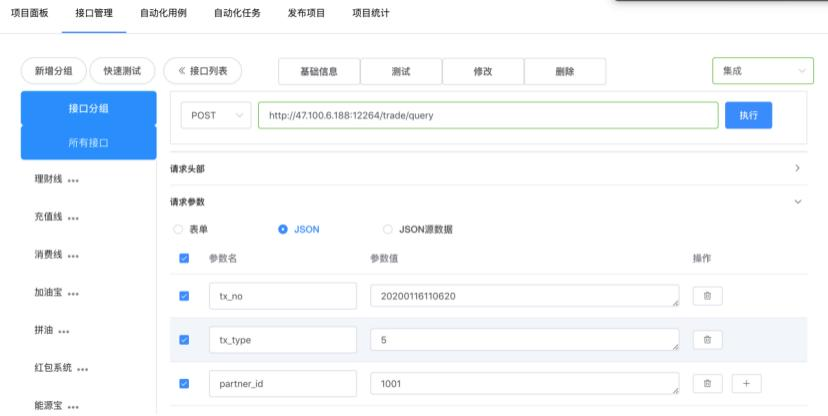 项目面板 接口管理 自动化用例 自动化任务 发布项目 项目统计
新增分组 快速测试 《 接口列表 基础信息 测试 修改 删除 集成
接口分组
所有接口
理财线 •••
充值线 •••
消费线 •••
加油宝 •••
拼油 •••
红包系统 •••
能源宝 •••
POST http://47.100.6.188:12264/trade/query 执行
请求头部
请求参数
表单 JSON JSON源数据
参数名 参数值 操作
tx_no 20200116110620
tx_type 5
partner_id 1001